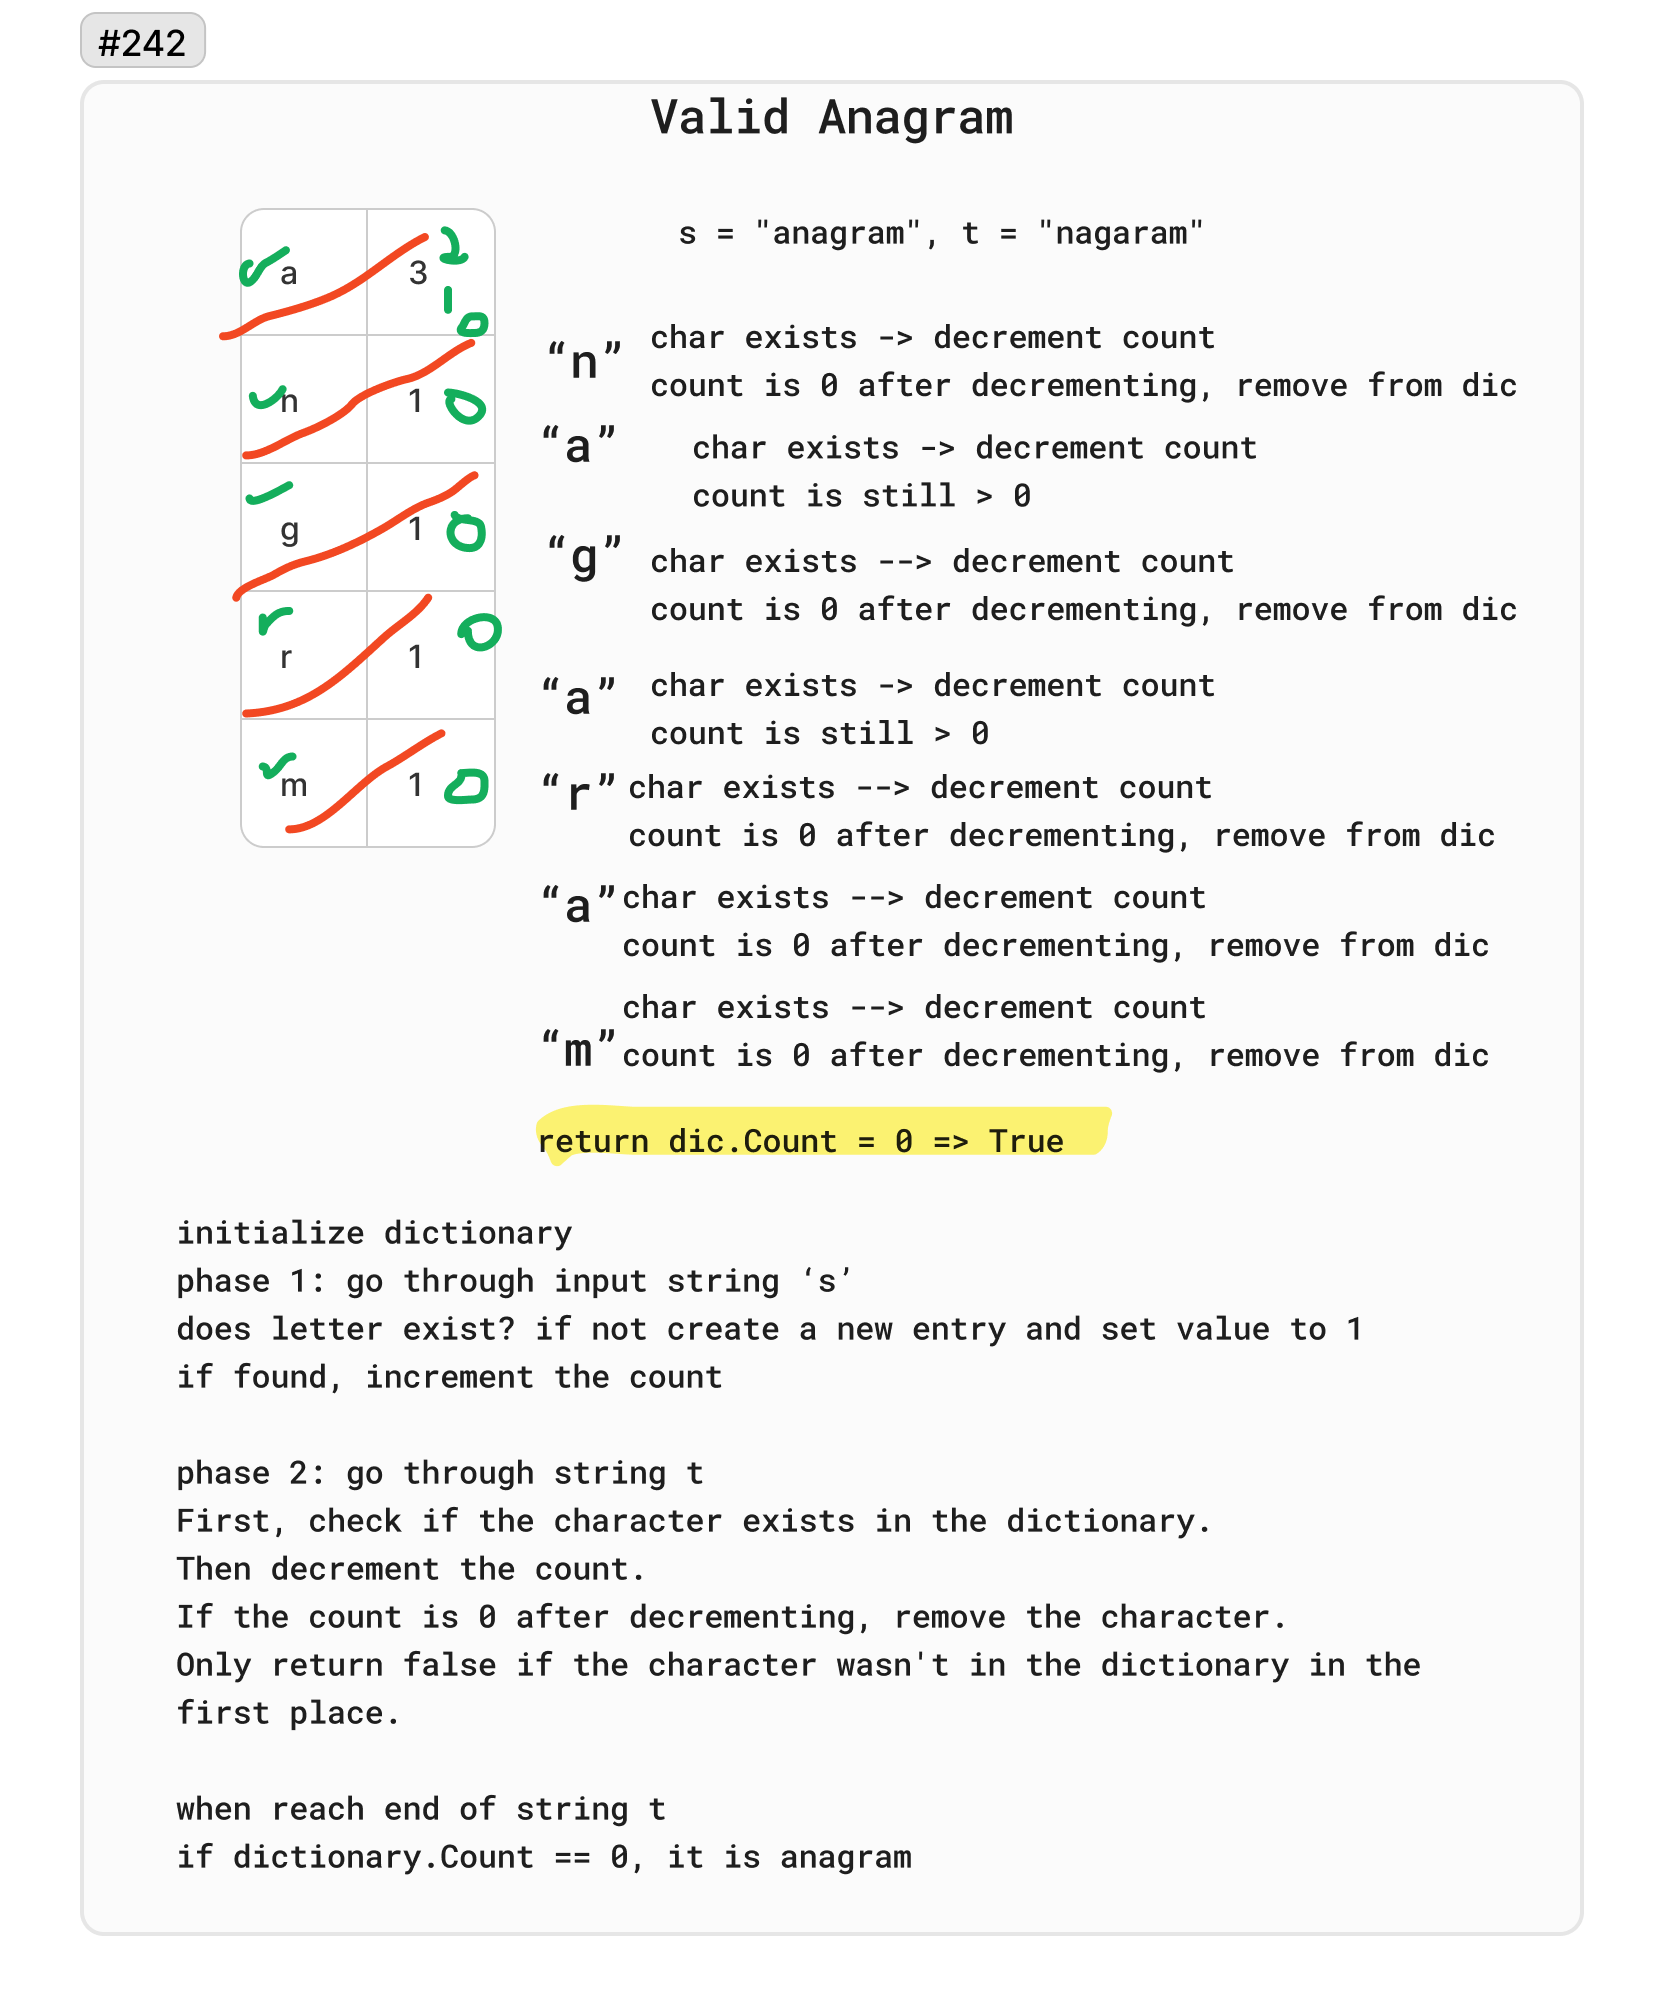 #242
Valid Anagram
s = "anagram", t = "nagaram"
a 3 2
1
0
n 1 0
g 1 0
r 1 0
m 1 0
“n” char exists -> decrement count
count is 0 after decrementing, remove from dic
“a” char exists -> decrement count
count is still > 0
“g” char exists --> decrement count
count is 0 after decrementing, remove from dic
“a” char exists -> decrement count
count is still > 0
“r” char exists --> decrement count
count is 0 after decrementing, remove from dic
“a” char exists --> decrement count
count is 0 after decrementing, remove from dic
char exists --> decrement count
“m” count is 0 after decrementing, remove from dic
return dic.Count = 0 => True
initialize dictionary
phase 1: go through input string ‘s’
does letter exist? if not create a new entry and set value to 1
if found, increment the count
phase 2: go through string t
First, check if the character exists in the dictionary.
Then decrement the count.
If the count is 0 after decrementing, remove the character.
Only return false if the character wasn't in the dictionary in the
first place.
when reach end of string t
if dictionary.Count == 0, it is anagram